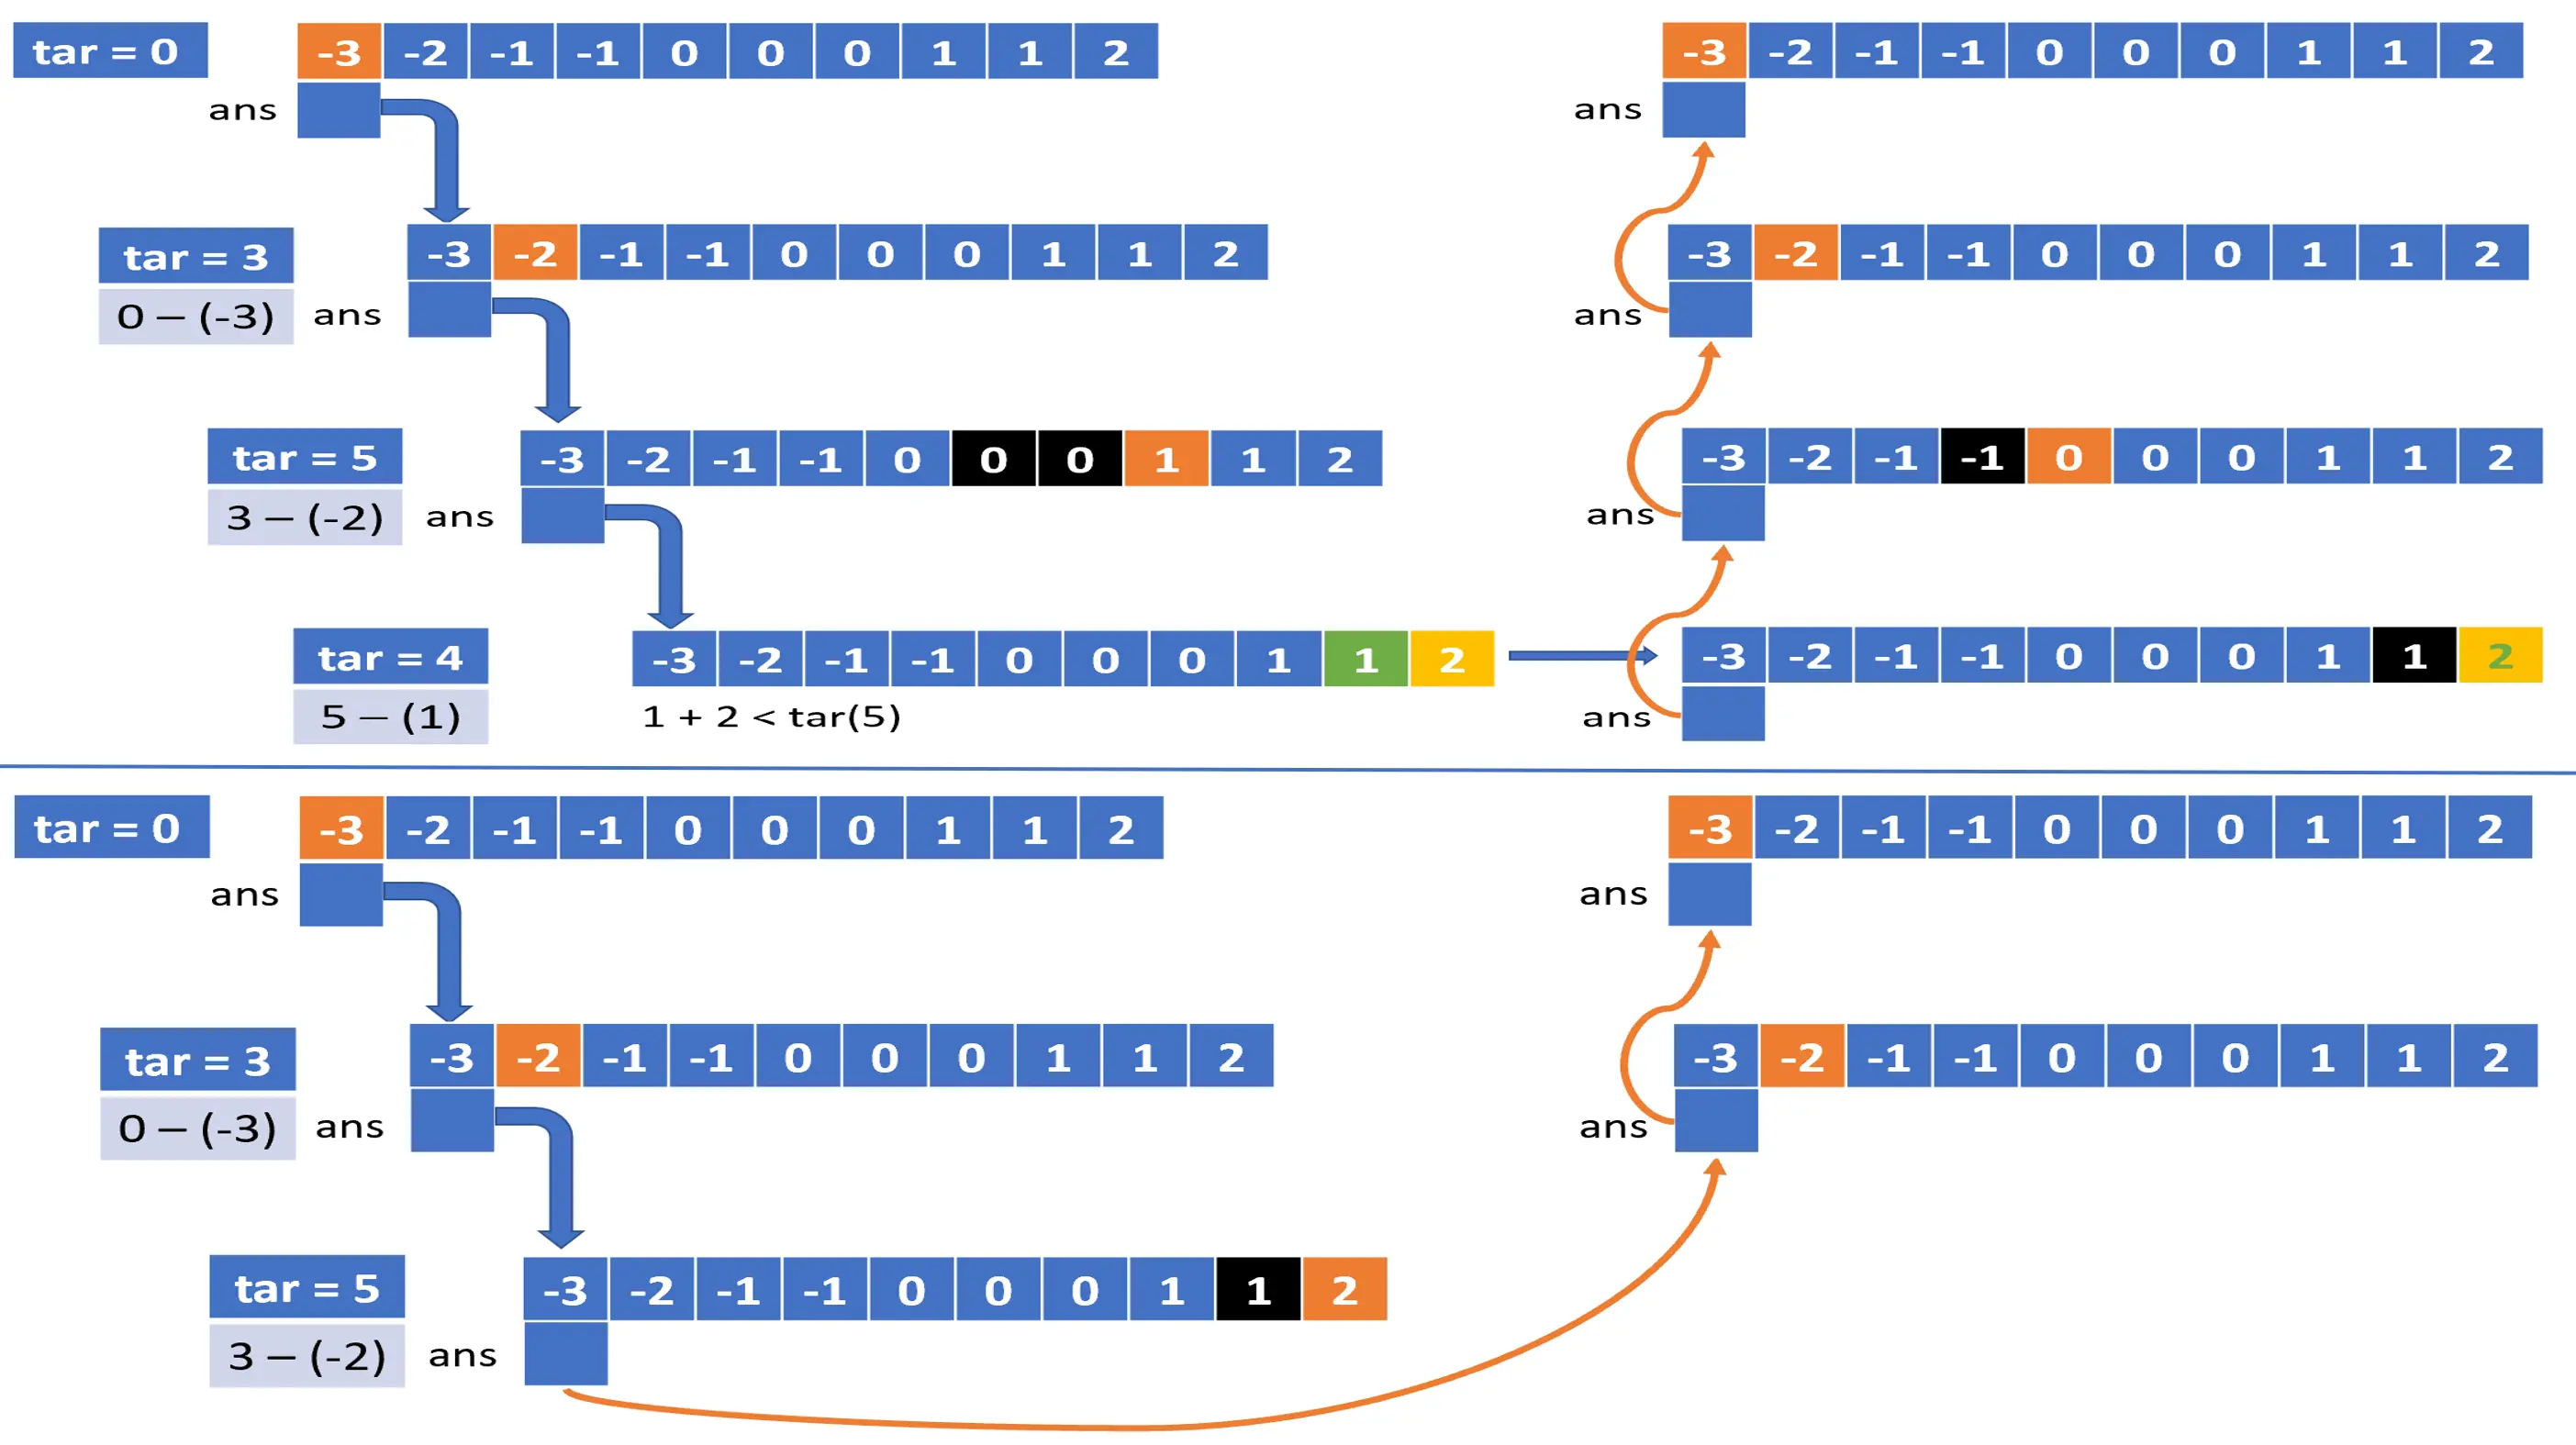 tar = 0 -3 -2 -1 -1 0 0 0 1 1 2
ans
tar = 3 -3 -2 -1 -1 0 0 0 1 1 2
0 – (-3) ans
tar = 5 -3 -2 -1 -1 0 0 0 1 1 2
3 – (-2) ans
tar = 4 -3 -2 -1 -1 0 0 0 1 1 2
5 – (1) 1 + 2 < tar(5)
-3 -2 -1 -1 0 0 0 1 1 2
ans
-3 -2 -1 -1 0 0 0 1 1 2
ans
-3 -2 -1 -1 0 0 0 1 1 2
ans
-3 -2 -1 -1 0 0 0 1 1 2
ans
tar = 0 -3 -2 -1 -1 0 0 0 1 1 2
ans
tar = 3 -3 -2 -1 -1 0 0 0 1 1 2
0 – (-3) ans
tar = 5 -3 -2 -1 -1 0 0 0 1 1 2
3 – (-2) ans
-3 -2 -1 -1 0 0 0 1 1 2
ans
-3 -2 -1 -1 0 0 0 1 1 2
ans